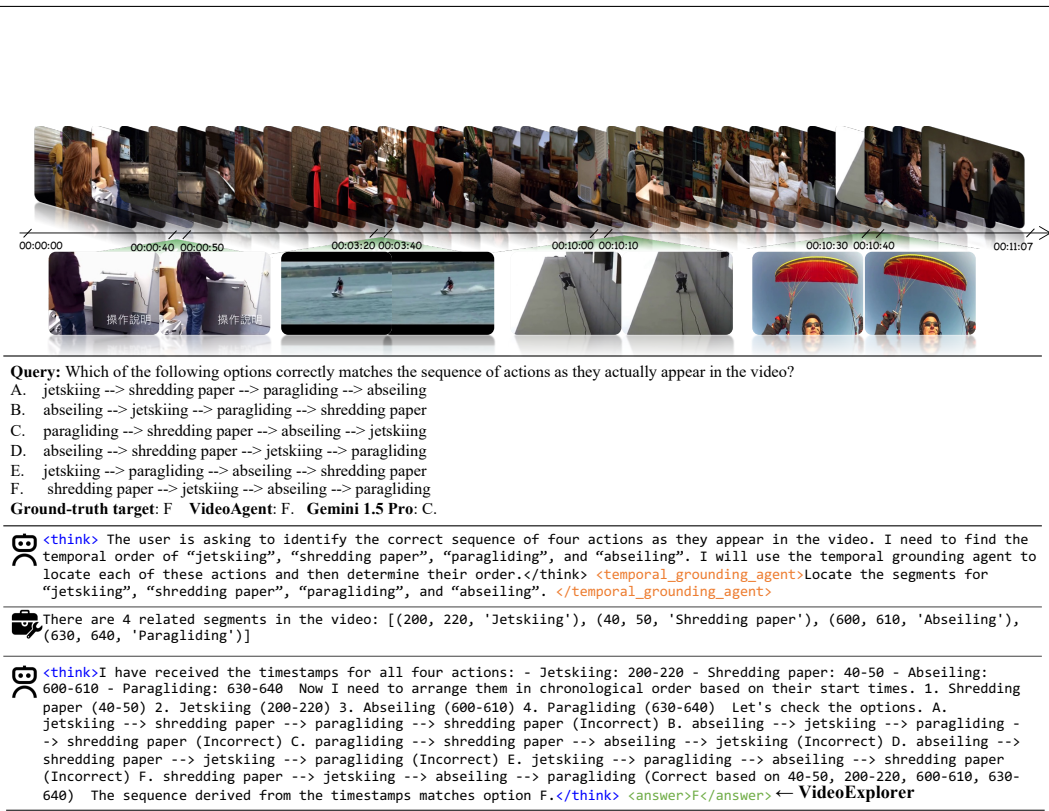 00:00:00
00:00:40 00:00:50
00:03:20 00:03:40
00:10:00 00:10:10
00:10:30 00:10:40
00:11:07
操作説明
操作説明
Query: Which of the following options correctly matches the sequence of actions as they actually appear in the video?
A. jetskiing --> shredding paper --> paragliding --> abseiling
B. abseiling --> jetskiing --> paragliding --> shredding paper
C. paragliding --> shredding paper --> abseiling --> jetskiing
D. abseiling --> shredding paper --> jetskiing --> paragliding
E. jetskiing --> paragliding --> abseiling --> shredding paper
F. shredding paper --> jetskiing --> abseiling --> paragliding
Ground-truth target: F VideoAgent: F. Gemini 1.5 Pro: C.
<think> The user is asking to identify the correct sequence of four actions as they appear in the video. I need to find the
temporal order of “jetskiing”, “shredding paper”, “paragliding”, and “abseiling”. I will use the temporal grounding agent to
locate each of these actions and then determine their order.</think> <temporal_grounding_agent>Locate the segments for
“jetskiing”, “shredding paper”, “paragliding”, and “abseiling”. </temporal_grounding_agent>
There are 4 related segments in the video: [(200, 220, 'Jetskiing'), (40, 50, 'Shredding paper'), (600, 610, 'Abseiling'),
(630, 640, 'Paragliding')]
<think>I have received the timestamps for all four actions: - Jetskiing: 200-220 - Shredding paper: 40-50 - Abseiling:
600-610 - Paragliding: 630-640 Now I need to arrange them in chronological order based on their start times. 1. Shredding
paper (40-50) 2. Jetskiing (200-220) 3. Abseiling (600-610) 4. Paragliding (630-640) Let's check the options. A.
jetskiing --> shredding paper --> paragliding --> shredding paper (Incorrect) B. abseiling --> jetskiing --> paragliding -
-> shredding paper (Incorrect) C. paragliding --> shredding paper --> abseiling --> jetskiing (Incorrect) D. abseiling -->
shredding paper --> jetskiing --> paragliding (Incorrect) E. jetskiing --> paragliding --> abseiling --> shredding paper
(Incorrect) F. shredding paper --> jetskiing --> abseiling --> paragliding (Correct based on 40-50, 200-220, 600-610, 630-
640) The sequence derived from the timestamps matches option F.</think> <answer>F</answer> ← VideoExplorer